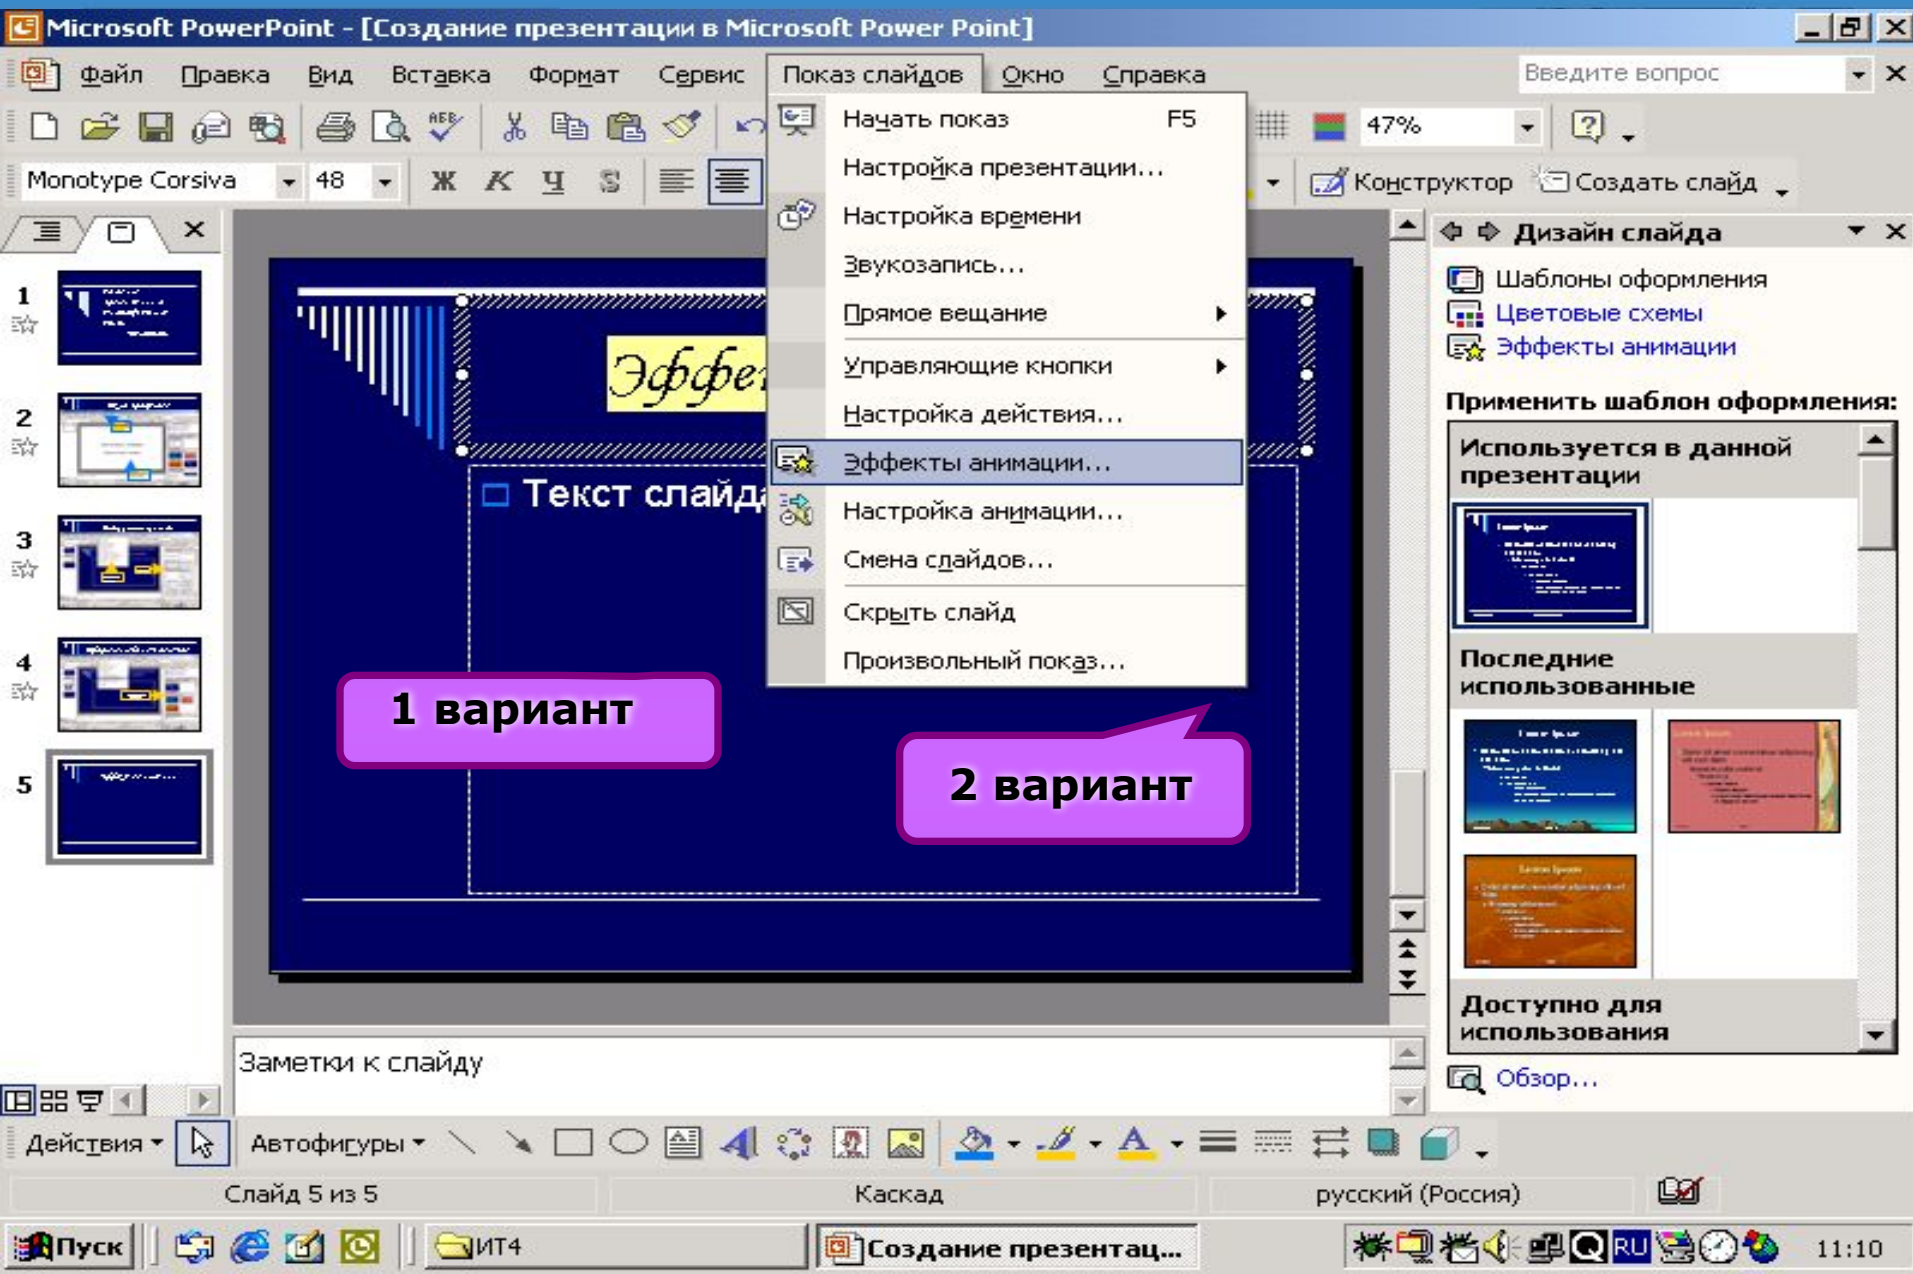 Microsoft PowerPoint - [Создание презентации в Microsoft Power Point]
Файл Правка Вид Вставка Формат Сервис Показ слайдов Окно Справка
Введите вопрос
47%
Monotype Corsiva 48 Ж К Ч S
Конструктор Создать слайд
Начать показ F5
Настройка презентации...
Настройка времени
Звукозапись...
Прямое вещание
Управляющие кнопки
Настройка действия...
Эффекты анимации...
Настройка анимации...
Смена слайдов...
Скрыть слайд
Произвольный показ...
1
2
3
4
5
Текст слайда
1 вариант
2 вариант
Дизайн слайда
Шаблоны оформления
Цветовые схемы
Эффекты анимации
Применить шаблон оформления:
Используется в данной
презентации
Последние
использованные
Доступно для
использования
Обзор...
Заметки к слайду
Действия Автофигуры
Слайд 5 из 5 Каскад русский (Россия)
Пуск ИТ4 Создание презентац... RU 11:10